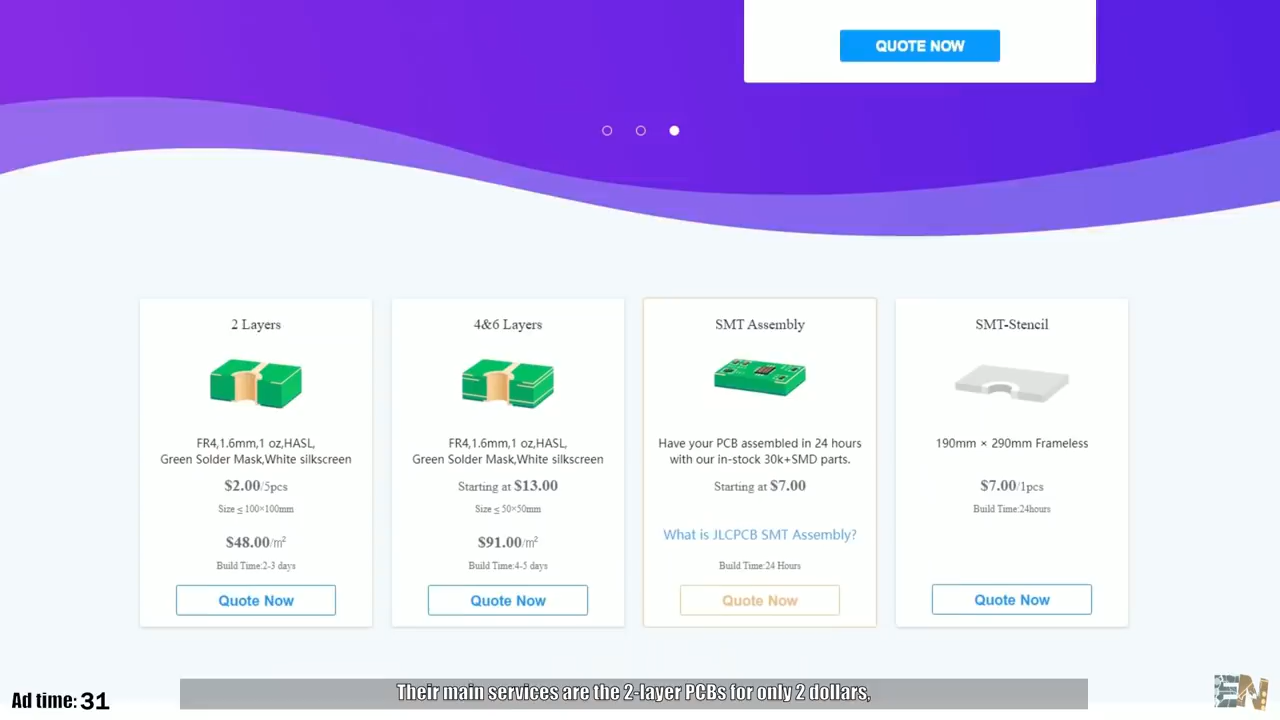 QUOTE NOW
2 Layers
FR4,1.6mm,1 oz,HASL,
Green Solder Mask,White silkscreen
$2.00/5pcs
Size ≤ 100×100mm
$48.00/m²
Build Time:2-3 days
Quote Now
4&6 Layers
FR4,1.6mm,1 oz,HASL,
Green Solder Mask,White silkscreen
Starting at $13.00
Size ≤ 50×50mm
$91.00/m²
Build Time:4-5 days
Quote Now
SMT Assembly
Have your PCB assembled in 24 hours
with our in-stock 30k+SMD parts.
Starting at $7.00
What is JLCPCB SMT Assembly?
Build Time:24 Hours
Quote Now
SMT-Stencil
190mm × 290mm Frameless
$7.00/1pcs
Build Time:24hours
Quote Now
Their main services are the 2-layer PCBs for only 2 dollars,
Ad time: 31
EN